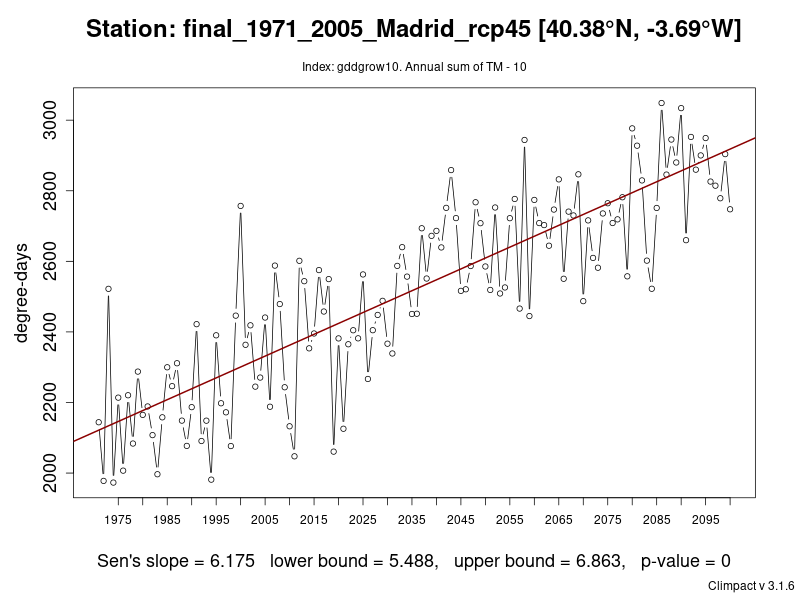 Station: final_1971_2005_Madrid_rcp45 [40.38°N, -3.69°W]
Index: gddgrow10. Annual sum of TM - 10
degree-days
3000
2800
2600
2400
2200
2000
1975 1985 1995 2005 2015 2025 2035 2045 2055 2065 2075 2085 2095
Sen's slope = 6.175 lower bound = 5.488, upper bound = 6.863, p-value = 0
Climpact v 3.1.6